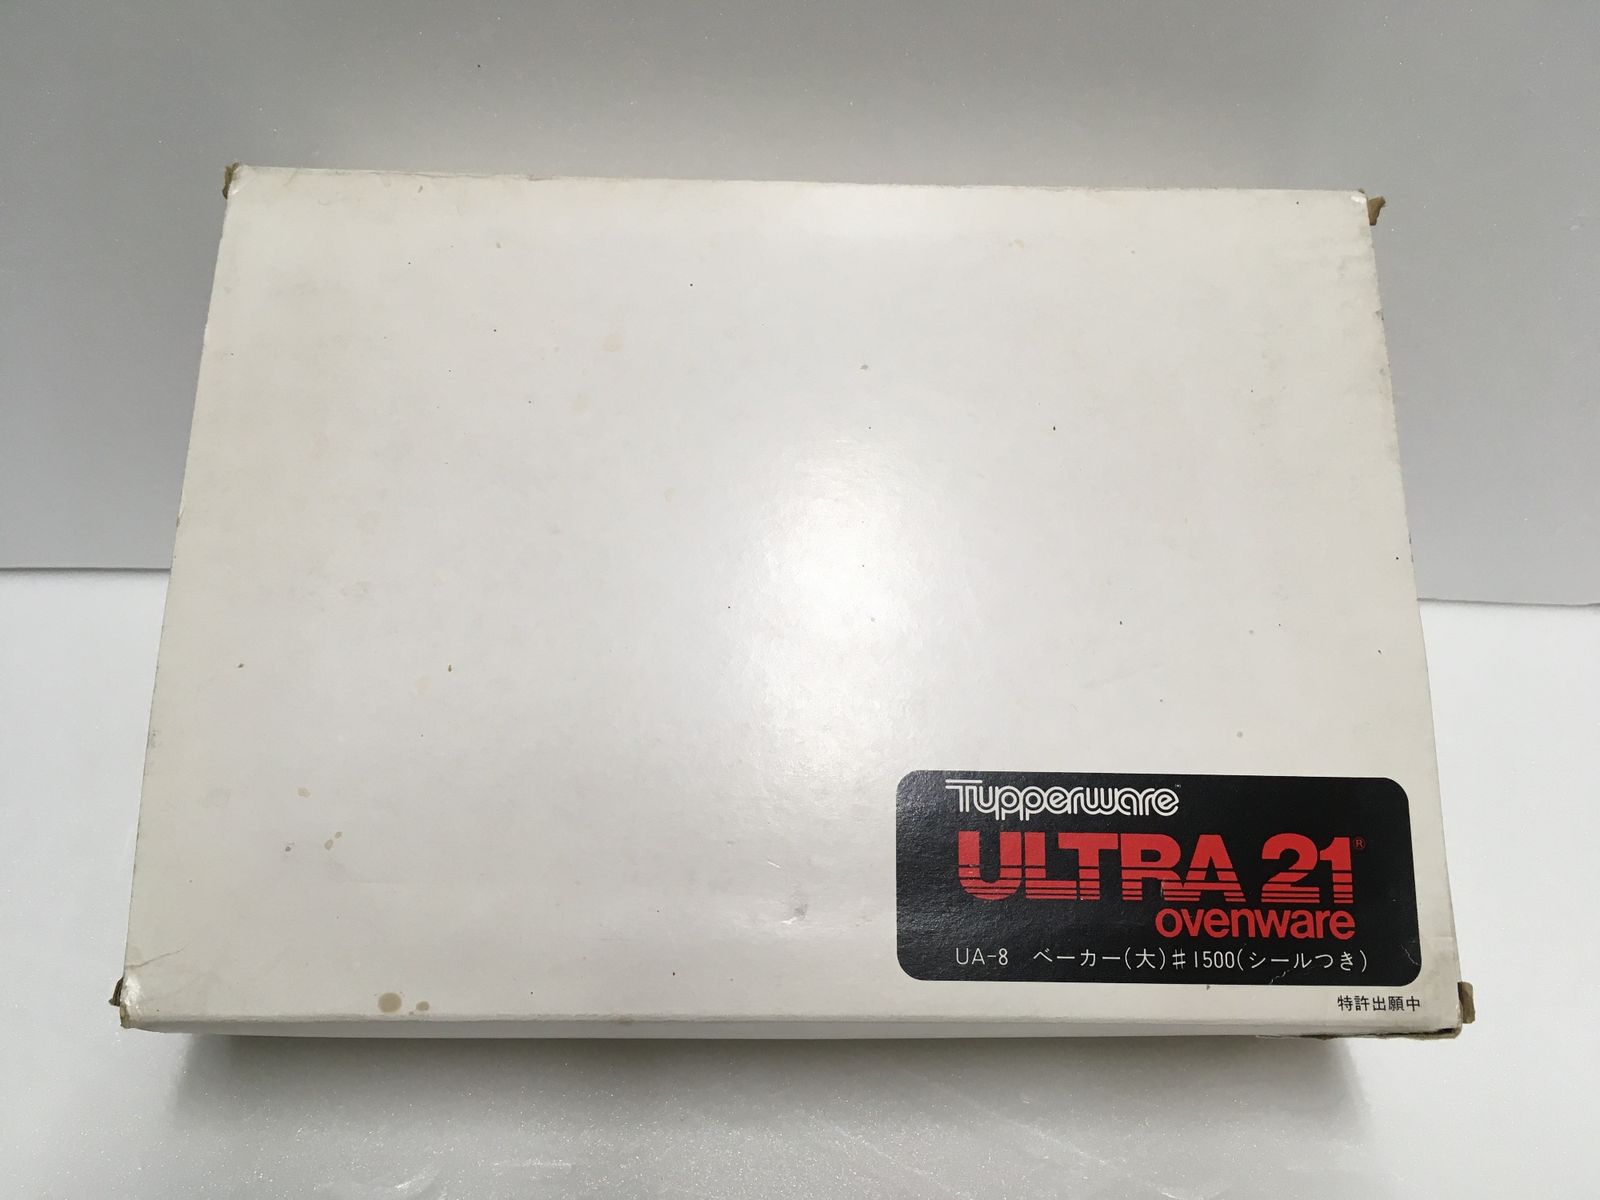 Tupperware
ULTRA 21®
ovenware
UA-8 ベーカー(大)#1500(シールつき)
特許出願中